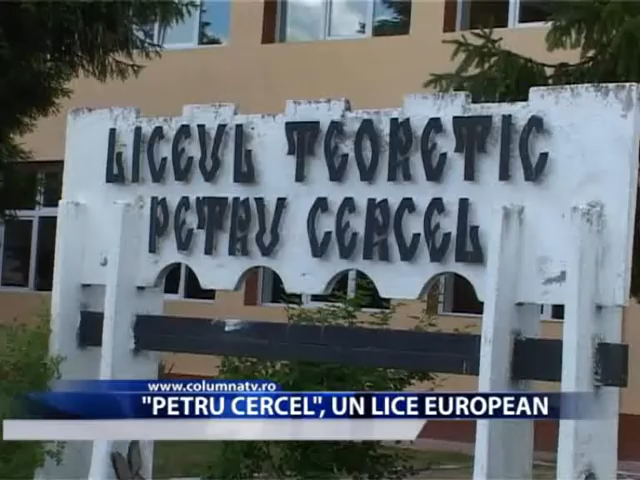 LICEUL TEORETIC
PETRU CERCEL
www.columnatv.ro
"PETRU CERCEL", UN LICE EUROPEAN